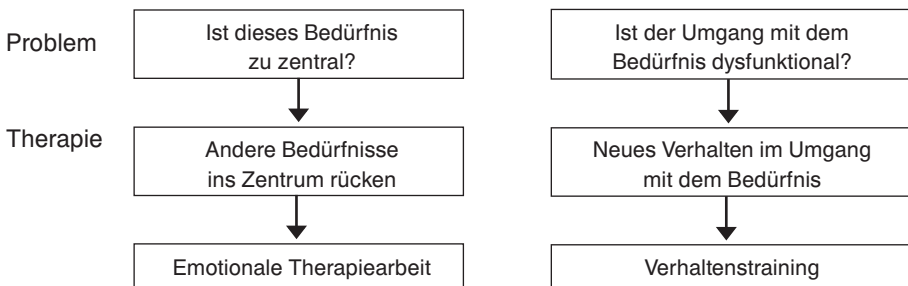 Problem
Ist dieses Bedürfnis
zu zentral?
Ist der Umgang mit dem
Bedürfnis dysfunktional?
Therapie
Andere Bedürfnisse
ins Zentrum rücken
Neues Verhalten im Umgang
mit dem Bedürfnis
Emotionale Therapiearbeit
Verhaltenstraining